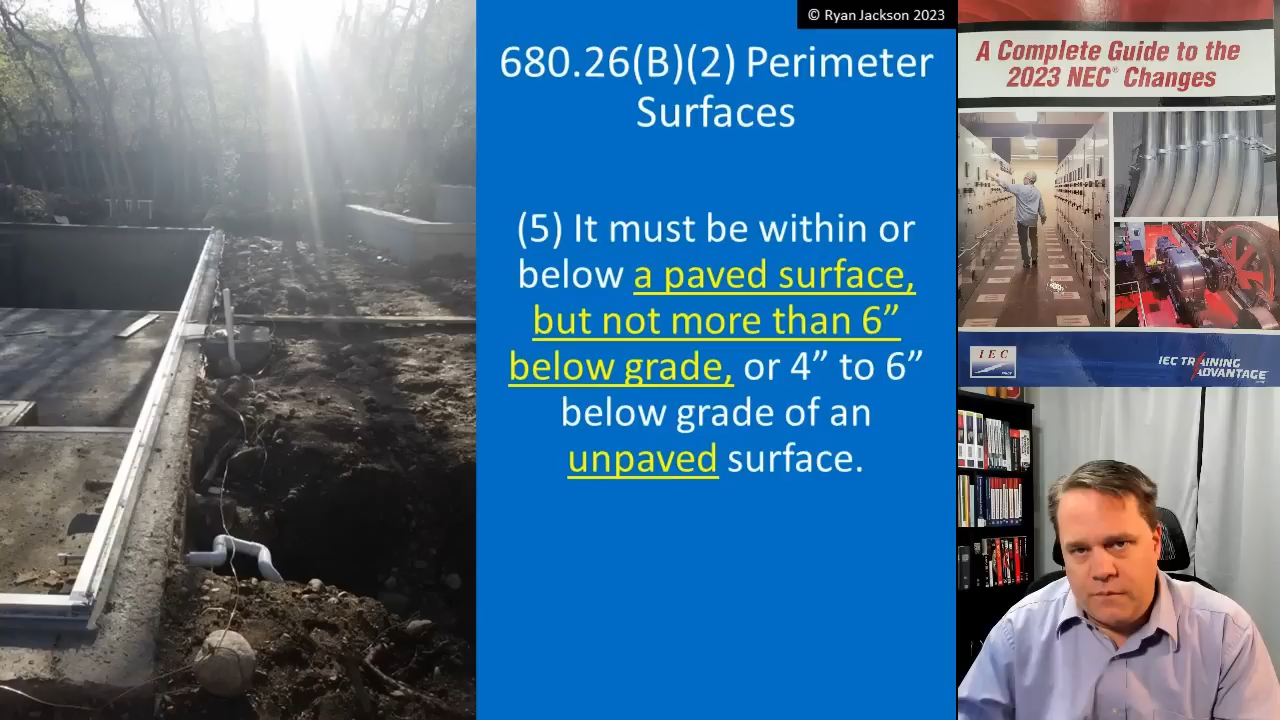 © Ryan Jackson 2023
680.26(B)(2) Perimeter
Surfaces
(5) It must be within or
below a paved surface,
but not more than 6”
below grade, or 4” to 6”
below grade of an
unpaved surface.
A Complete Guide to the
2023 NEC® Changes
IEC
IEC TRAINING
ADVANTAGE